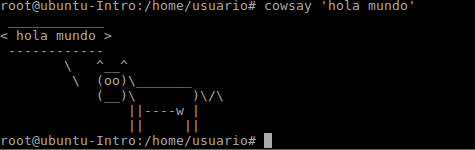 root@ubuntu-Intro:/home/usuario# cowsay 'hola mundo'
 ____________
< hola mundo >
 ------------
        \   ^__^
         \  (oo)\_______
            (__)\       )\/\
                ||----w |
                ||     ||
root@ubuntu-Intro:/home/usuario#